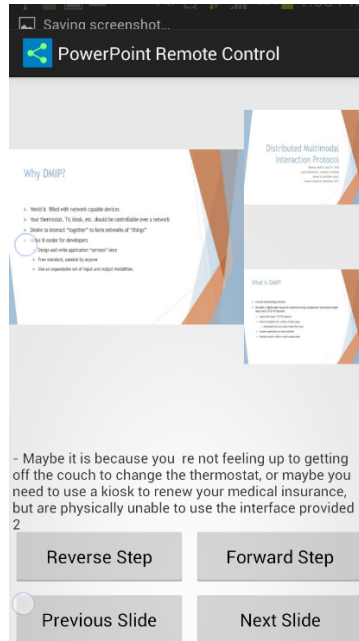 Saving screenshot...
PowerPoint Remote Control
Why DMIP?
World is filled with network capable devices
Your thermostat, TV, kiosk, etc. should be controllable over a network
Desire to interact "together" to form networks of "things"
it easier for developers
Design and write application "services" once
Free standard, useable by anyone
Use an expandable set of input and output modalities.
Distributed Multimodal
Interaction Protocol
What is DMIP?
- Maybe it is because you  re not feeling up to getting
off the couch to change the thermostat, or maybe you
need to use a kiosk to renew your medical insurance,
but are physically unable to use the interface provided
2
Reverse Step
Forward Step
Previous Slide
Next Slide